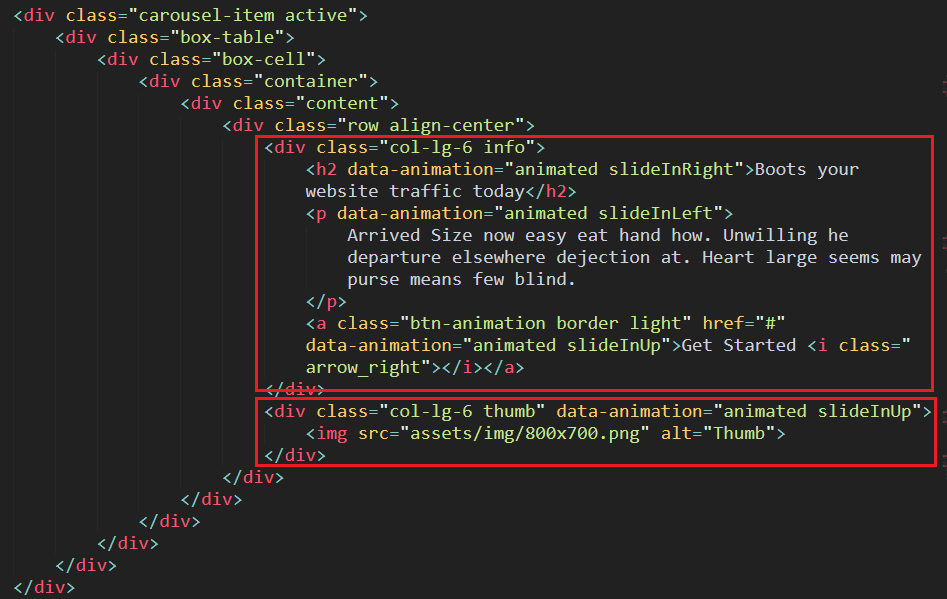 <div class="carousel-item active">
<div class="box-table">
<div class="box-cell">
<div class="container">
<div class="content">
<div class="row align-center">
<div class="col-lg-6 info">
<h2 data-animation="animated slideInRight">Boots your
website traffic today</h2>
<p data-animation="animated slideInLeft">
Arrived Size now easy eat hand how. Unwilling he
departure elsewhere dejection at. Heart large seems may
purse means few blind.
</p>
<a class="btn-animation border light" href="#"
data-animation="animated slideInUp">Get Started <i class="
arrow_right"></i></a>
</div>
<div class="col-lg-6 thumb" data-animation="animated slideInUp">
<img src="assets/img/800x700.png" alt="Thumb">
</div>
</div>
</div>
</div>
</div>
</div>
</div>